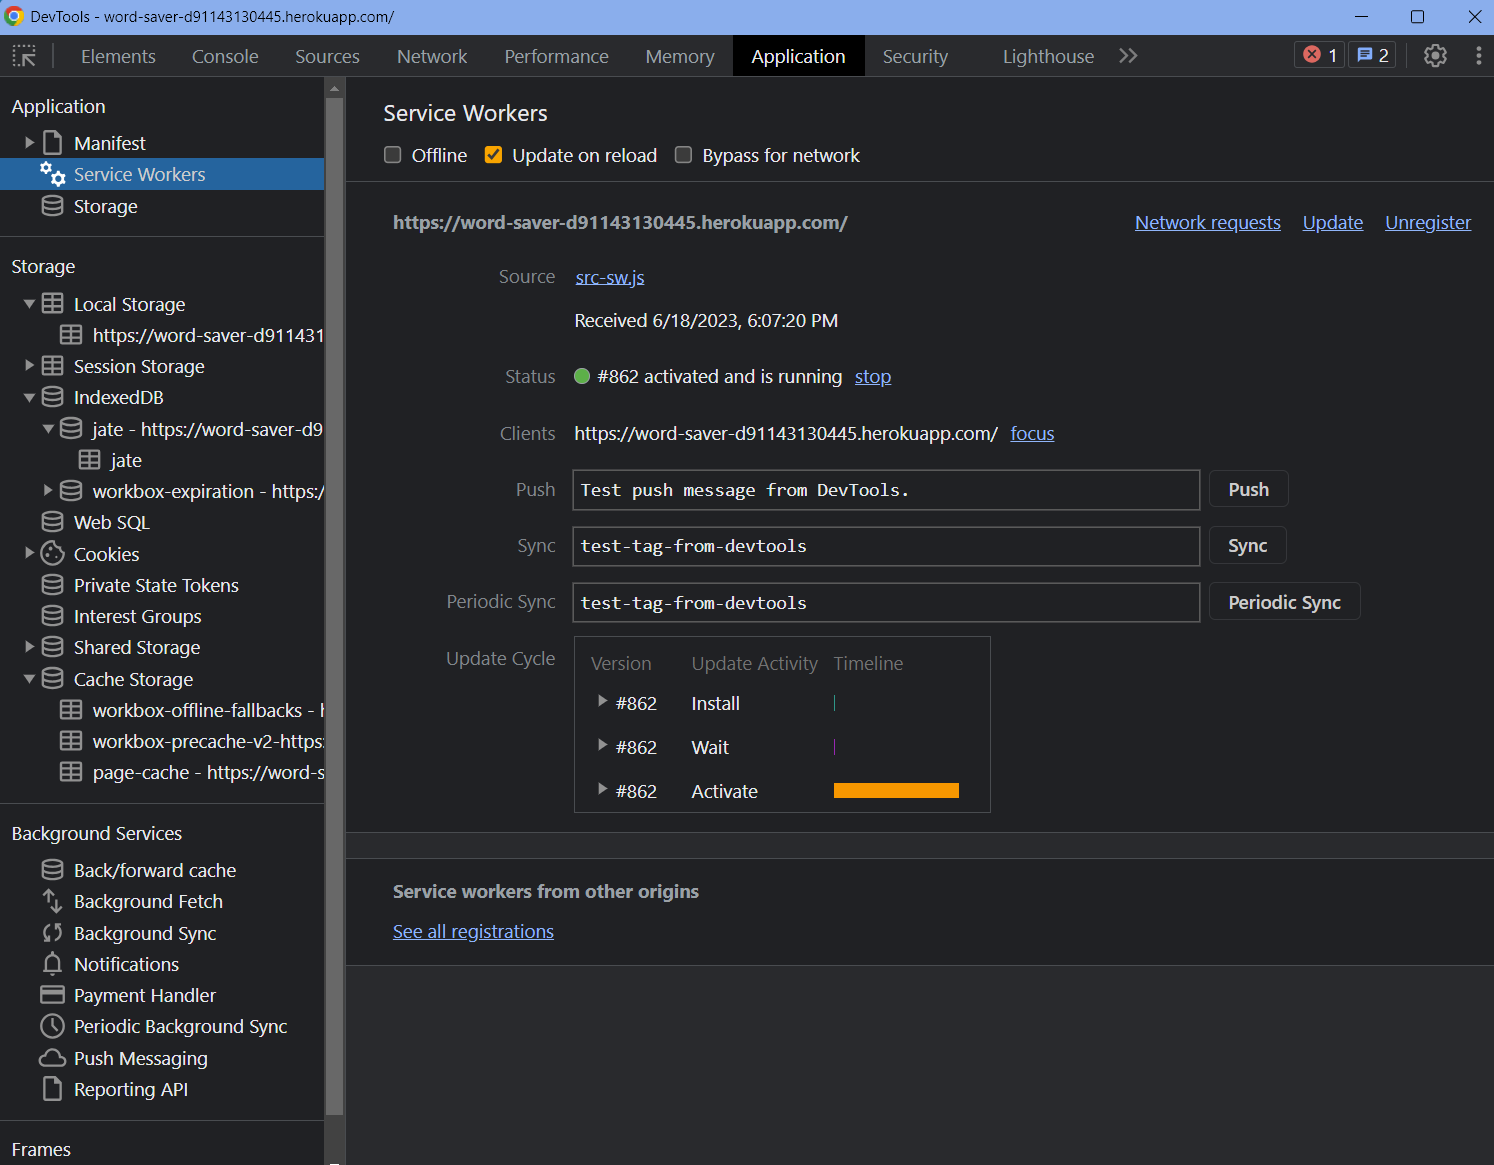 DevTools - word-saver-d91143130445.herokuapp.com/
Elements Console Sources Network Performance Memory Application Security Lighthouse 1 2
Application
Manifest
Service Workers
Storage
Storage
Local Storage
https://word-saver-d911431
Session Storage
IndexedDB
jate - https://word-saver-d9
jate
workbox-expiration - https:/
Web SQL
Cookies
Private State Tokens
Interest Groups
Shared Storage
Cache Storage
workbox-offline-fallbacks - h
workbox-precache-v2-https:
page-cache - https://word-s
Background Services
Back/forward cache
Background Fetch
Background Sync
Notifications
Payment Handler
Periodic Background Sync
Push Messaging
Reporting API
Frames
Service Workers
Offline Update on reload Bypass for network
https://word-saver-d91143130445.herokuapp.com/ Network requests Update Unregister
Source src-sw.js
Received 6/18/2023, 6:07:20 PM
Status #862 activated and is running stop
Clients https://word-saver-d91143130445.herokuapp.com/ focus
Push Test push message from DevTools. Push
Sync test-tag-from-devtools Sync
Periodic Sync test-tag-from-devtools Periodic Sync
Update Cycle Version Update Activity Timeline
#862 Install
#862 Wait
#862 Activate
Service workers from other origins
See all registrations